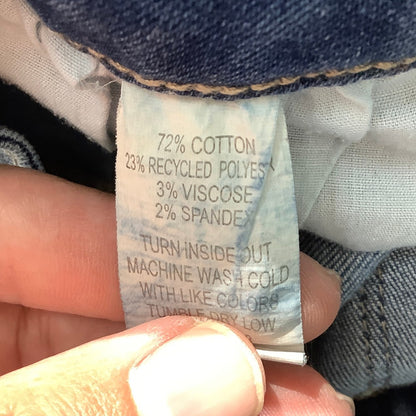 72% COTTON
23% RECYCLED POLYESTER
3% VISCOSE
2% SPANDEX
TURN INSIDE OUT
MACHINE WASH COLD
WITH LIKE COLORS
TUMBLE DRY LOW